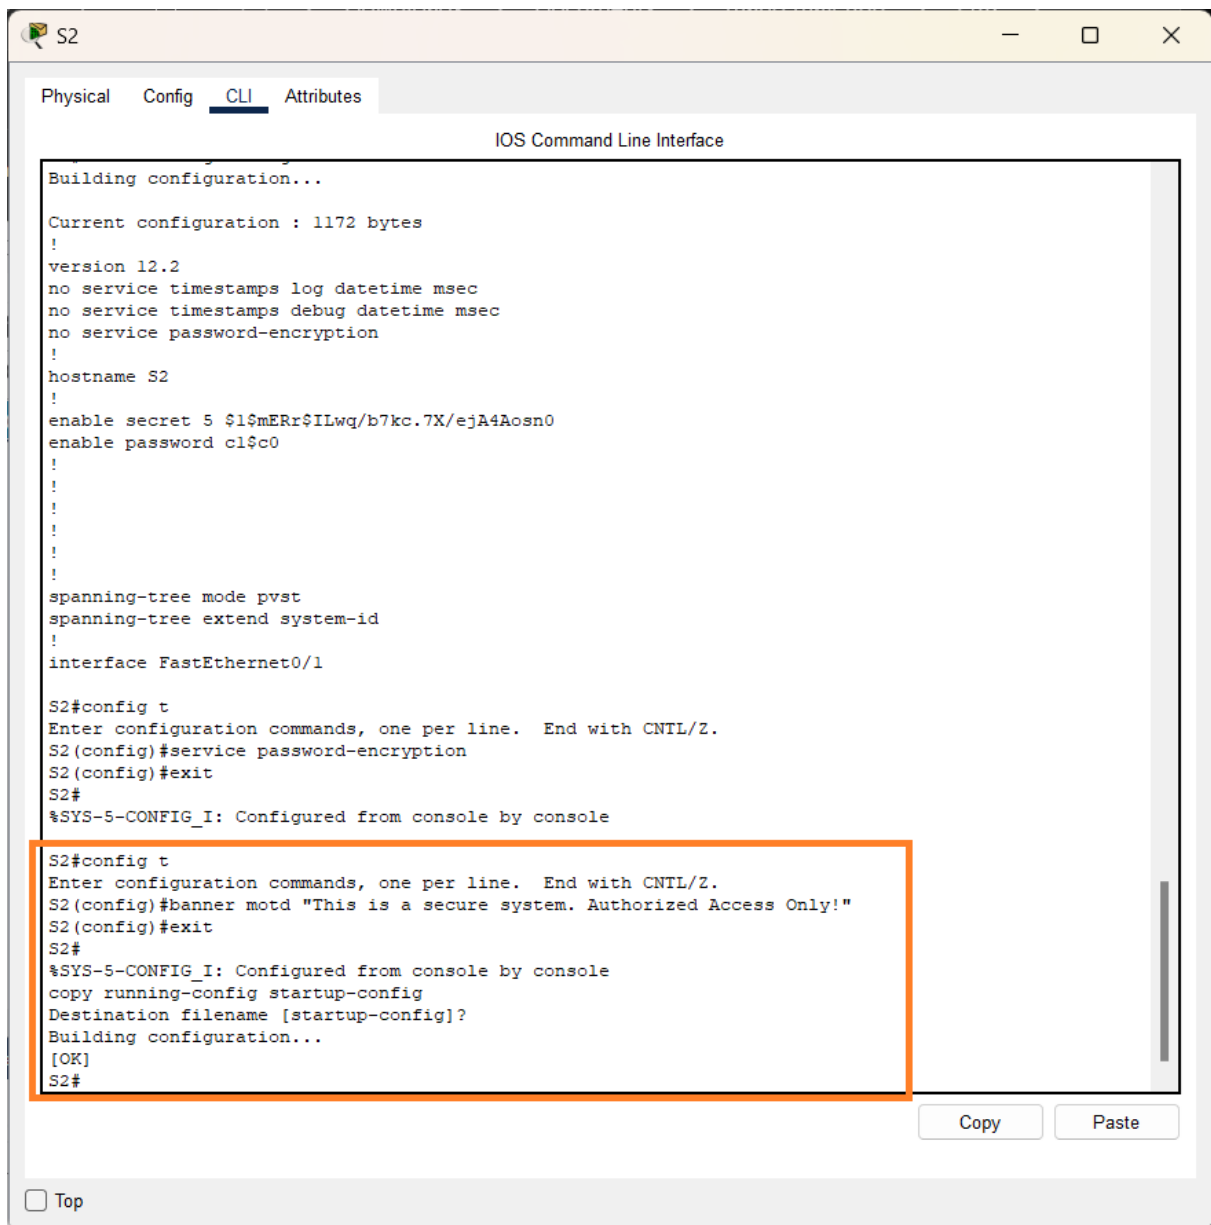 S2
Physical Config CLI Attributes
IOS Command Line Interface
Building configuration...
Current configuration : 1172 bytes
!
version 12.2
no service timestamps log datetime msec
no service timestamps debug datetime msec
no service password-encryption
!
hostname S2
!
enable secret 5 $1$mERr$ILwq/b7kc.7X/ejA4Aosn0
enable password c1$c0
!
!
!
!
!
!
spanning-tree mode pvst
spanning-tree extend system-id
!
interface FastEthernet0/1
S2#config t
Enter configuration commands, one per line.  End with CNTL/Z.
S2(config)#service password-encryption
S2(config)#exit
S2#
%SYS-5-CONFIG_I: Configured from console by console
S2#config t
Enter configuration commands, one per line.  End with CNTL/Z.
S2(config)#banner motd "This is a secure system. Authorized Access Only!"
S2(config)#exit
S2#
%SYS-5-CONFIG_I: Configured from console by console
copy running-config startup-config
Destination filename [startup-config]?
Building configuration...
[OK]
S2#
Copy Paste
Top